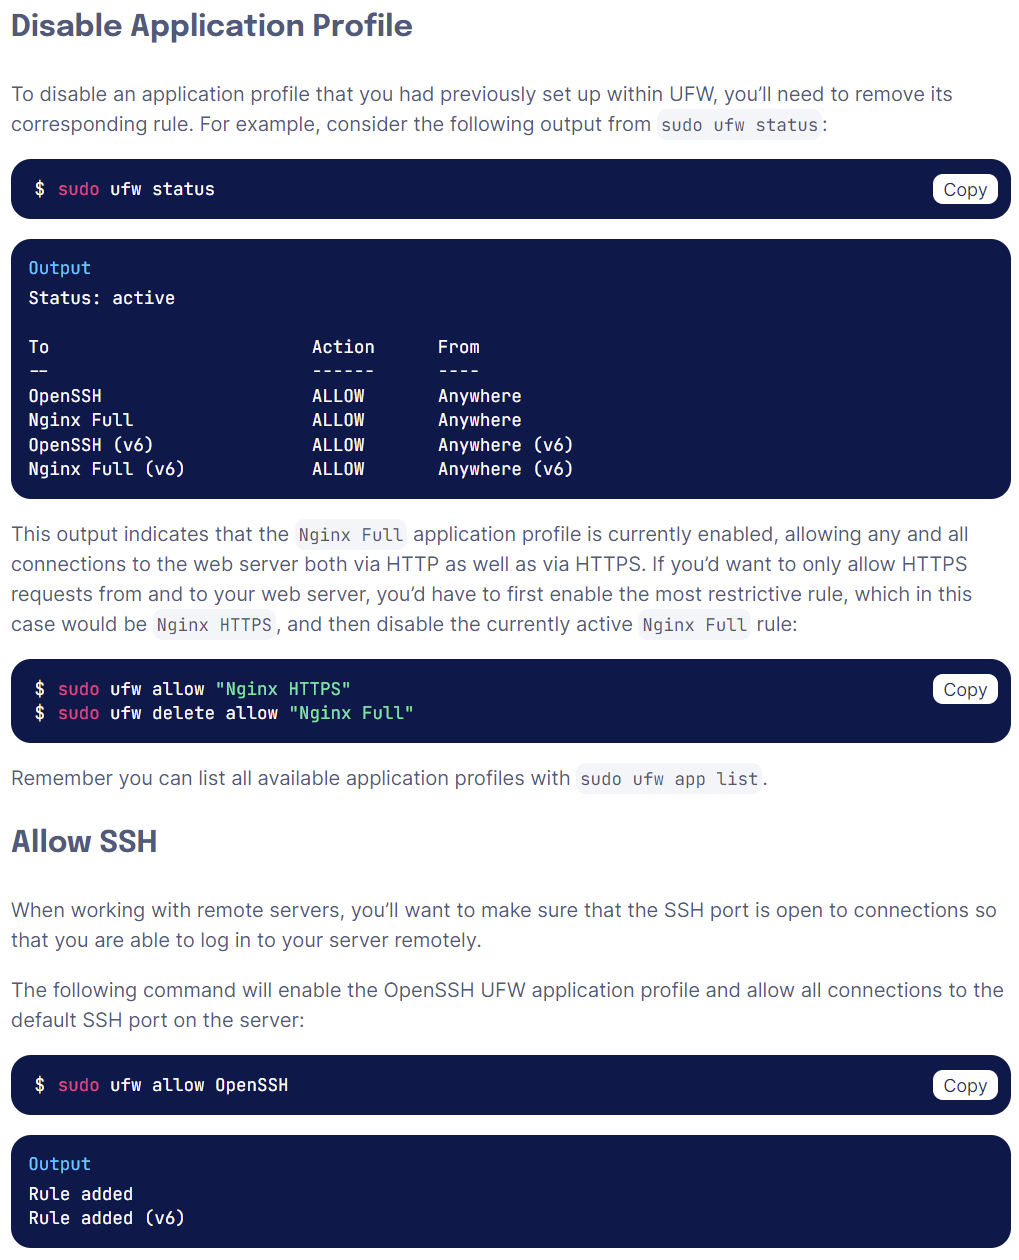 Disable Application Profile
To disable an application profile that you had previously set up within UFW, you’ll need to remove its
corresponding rule. For example, consider the following output from sudo ufw status:
$ sudo ufw status
Copy
Output
Status: active
To Action From
-- ------ ----
OpenSSH ALLOW Anywhere
Nginx Full ALLOW Anywhere
OpenSSH (v6) ALLOW Anywhere (v6)
Nginx Full (v6) ALLOW Anywhere (v6)
This output indicates that the Nginx Full application profile is currently enabled, allowing any and all
connections to the web server both via HTTP as well as via HTTPS. If you’d want to only allow HTTPS
requests from and to your web server, you’d have to first enable the most restrictive rule, which in this
case would be Nginx HTTPS, and then disable the currently active Nginx Full rule:
$ sudo ufw allow "Nginx HTTPS"
Copy
$ sudo ufw delete allow "Nginx Full"
Remember you can list all available application profiles with sudo ufw app list.
Allow SSH
When working with remote servers, you’ll want to make sure that the SSH port is open to connections so
that you are able to log in to your server remotely.
The following command will enable the OpenSSH UFW application profile and allow all connections to the
default SSH port on the server:
$ sudo ufw allow OpenSSH
Copy
Output
Rule added
Rule added (v6)